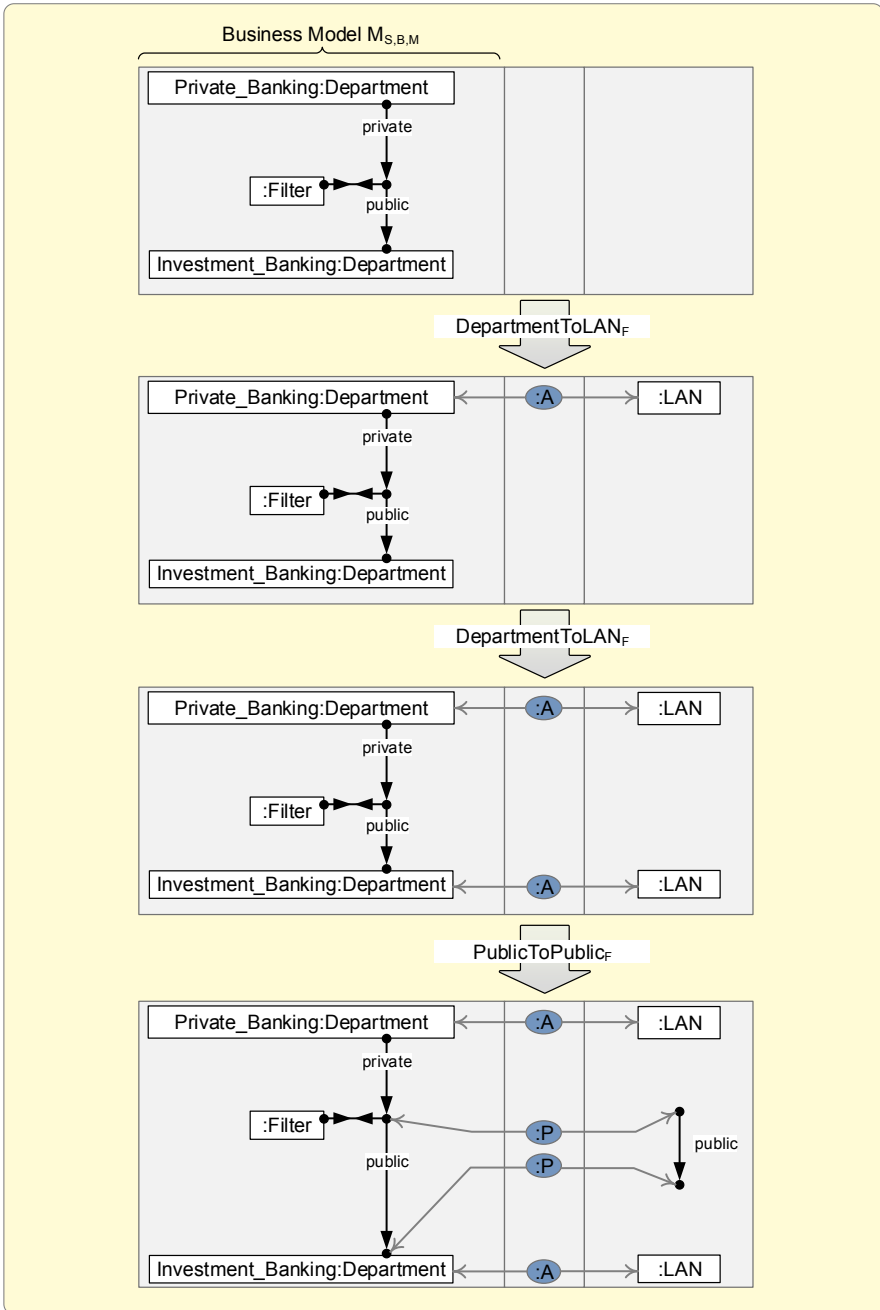 Business Model M_S,B,M
Private_Banking:Department
private
:Filter
public
Investment_Banking:Department
DepartmentToLAN_F
Private_Banking:Department :A :LAN
private
:Filter
public
Investment_Banking:Department
DepartmentToLAN_F
Private_Banking:Department :A :LAN
private
:Filter
public
Investment_Banking:Department :A :LAN
PublicToPublic_F
Private_Banking:Department :A :LAN
private
:Filter
:P
public
public
:P
Investment_Banking:Department :A :LAN